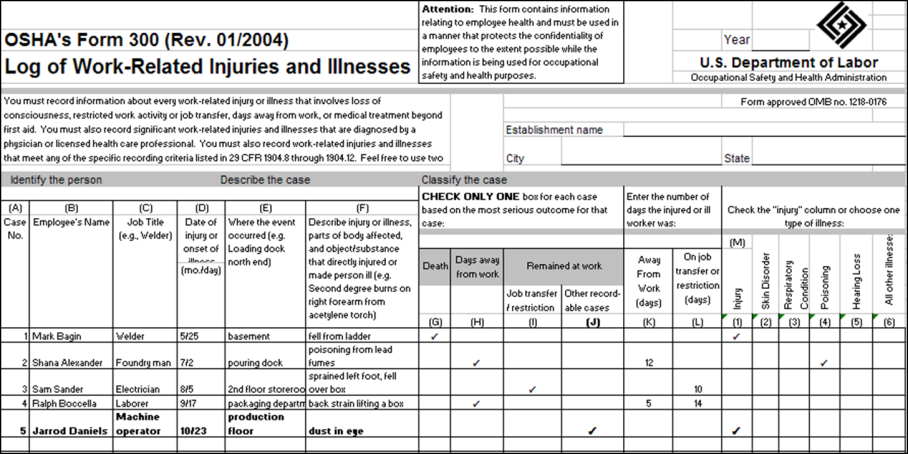 Attention: This form contains information
relating to employee health and must be used in
a manner that protects the confidentiality of
employees to the extent possible while the
information is being used for occupational
safety and health purposes.
OSHA's Form 300 (Rev. 01/2004)
Log of Work-Related Injuries and Illnesses
Year
U.S. Department of Labor
Occupational Safety and Health Administration
You must record information about every work-related injury or illness that involves loss of
consciousness, restricted work activity or job transfer, days away from work, or medical treatment beyond
first aid. You must also record significant work-related injuries and illnesses that are diagnosed by a
physician or licensed health care professional. You must also record work-related injuries and illnesses
that meet any of the specific recording criteria listed in 29 CFR 1904.8 through 1904.12. Feel free to use two
Form approved OMB no. 1218-0176
Establishment name
City State
Identify the person Describe the case Classify the case
(A) (B) (C) (D) (E) (F)
Case
No.
Employee's Name
Job Title
(e.g., Welder)
Date of
injury or
onset of
illness
(mo./day)
Where the event
occurred (e.g.
Loading dock
north end)
Describe injury or illness,
parts of body affected,
and object/substance
that directly injured or
made person ill (e.g.
Second degree burns on
right forearm from
acetylene torch)
CHECK ONLY ONE box for each case
based on the most serious outcome for that
case:
Death
Days away
from work
Remained at work
Job transfer
/ restriction
Other record-
able cases
(G) (H) (I) (J)
Enter the number of
days the injured or ill
worker was:
Away
From
Work
(days)
On job
transfer or
restriction
(days)
(K) (L)
Check the "injury" column or choose one
type of illness:
(M)
Injury
Skin Disorder
Respiratory
Condition
Poisoning
Hearing Loss
All other illnesses
(1) (2) (3) (4) (5) (6)
1 Mark Bagin Welder 5/25 basement fell from ladder ✓ ✓
2 Shana Alexander Foundry man 7/2 pouring dock poisoning from lead
fumes ✓ 12 ✓
3 Sam Sander Electrician 8/5 2nd floor storeroo sprained left foot, fell
over box ✓ 10
4 Ralph Boccella Laborer 9/17 packaging departm back strain lifting a box ✓ 5 14
5 Jarrod Daniels Machine
operator 10/23 production
floor dust in eye ✓ ✓